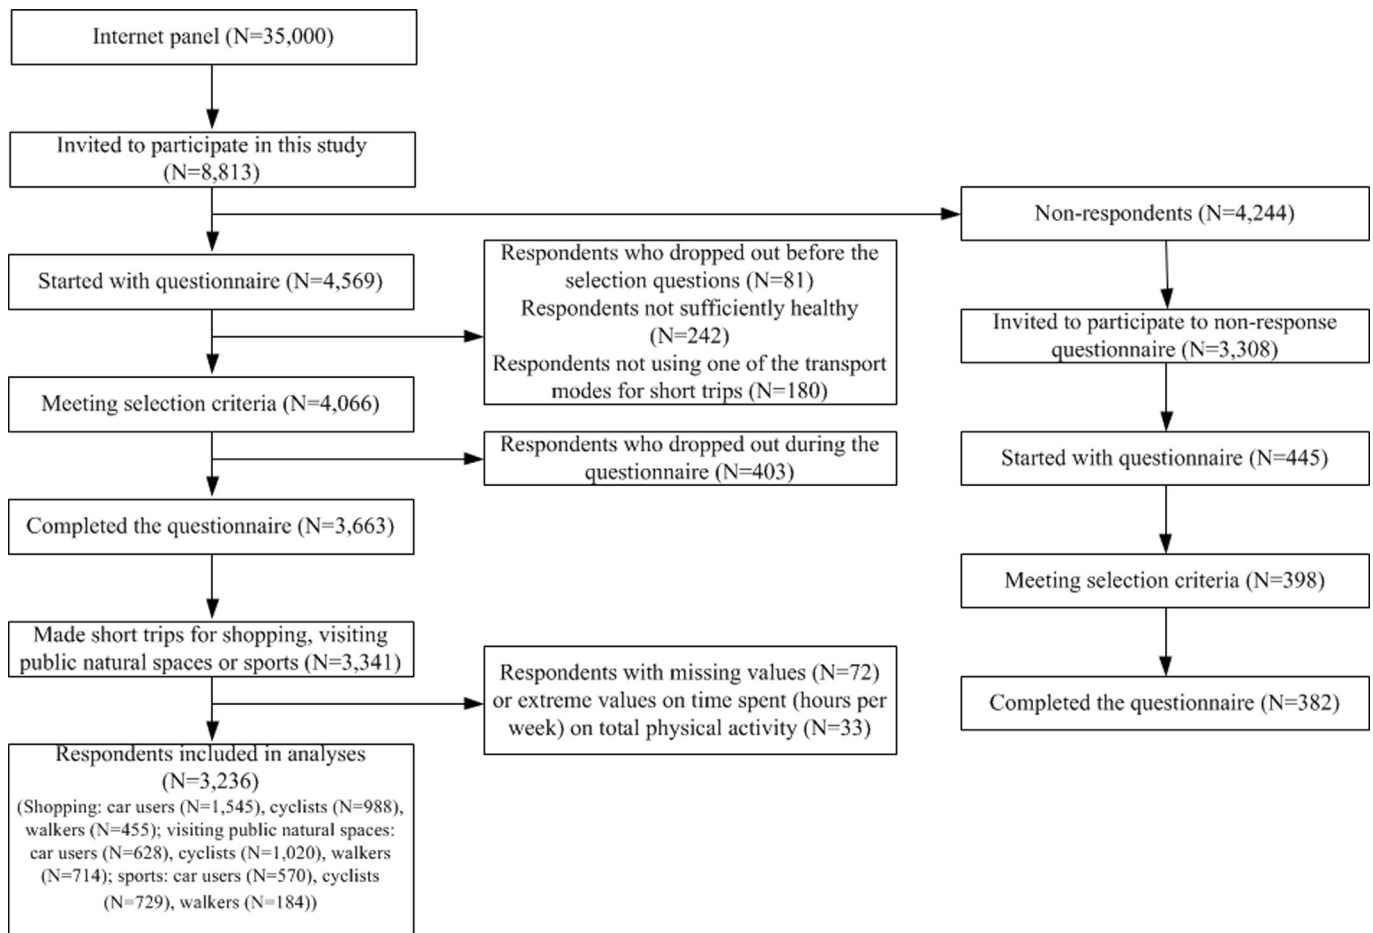 Internet panel (N=35,000)
Invited to participate in this study
(N=8,813)
Non-respondents (N=4,244)
Started with questionnaire (N=4,569)
Respondents who dropped out before the
selection questions (N=81)
Respondents not sufficiently healthy
(N=242)
Respondents not using one of the transport
modes for short trips (N=180)
Invited to participate to non-response
questionnaire (N=3,308)
Meeting selection criteria (N=4,066)
Respondents who dropped out during the
questionnaire (N=403)
Started with questionnaire (N=445)
Completed the questionnaire (N=3,663)
Meeting selection criteria (N=398)
Made short trips for shopping, visiting
public natural spaces or sports (N=3,341)
Respondents with missing values (N=72)
or extreme values on time spent (hours per
week) on total physical activity (N=33)
Completed the questionnaire (N=382)
Respondents included in analyses
(N=3,236)
(Shopping: car users (N=1,545), cyclists (N=988),
walkers (N=455); visiting public natural spaces:
car users (N=628), cyclists (N=1,020), walkers
(N=714); sports: car users (N=570), cyclists
(N=729), walkers (N=184))